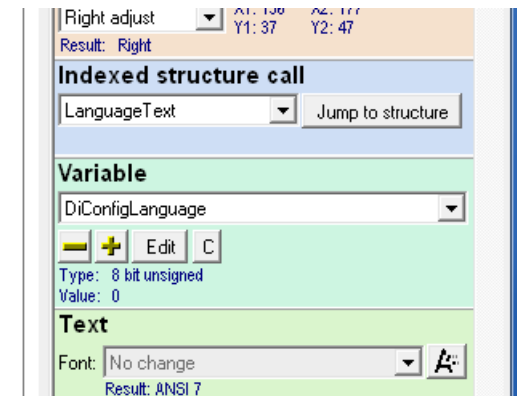 Right adjust
Y1: 37 Y2: 47
Result: Right
Indexed structure call
LanguageText Jump to structure
Variable
DiConfigLanguage
Edit C
Type: 8 bit unsigned
Value: 0
Text
Font: No change
Result: ANSI 7